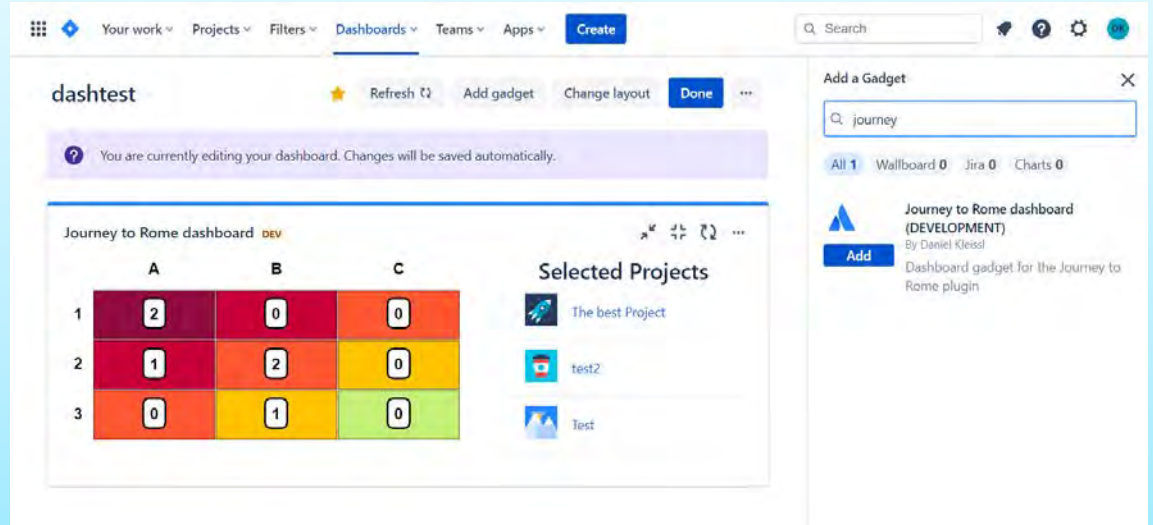 Your work Projects Filters Dashboards Teams Apps Create Search OK
dashtest Refresh Add gadget Change layout Done
You are currently editing your dashboard. Changes will be saved automatically.
Journey to Rome dashboard DEV
A B C
1 2 0 0
2 1 2 0
3 0 1 0
Selected Projects
The best Project
test2
Test
Add a Gadget
journey
All 1 Wallboard 0 Jira 0 Charts 0
Journey to Rome dashboard
(DEVELOPMENT)
By Daniel Kleissl
Add
Dashboard gadget for the Journey to
Rome plugin